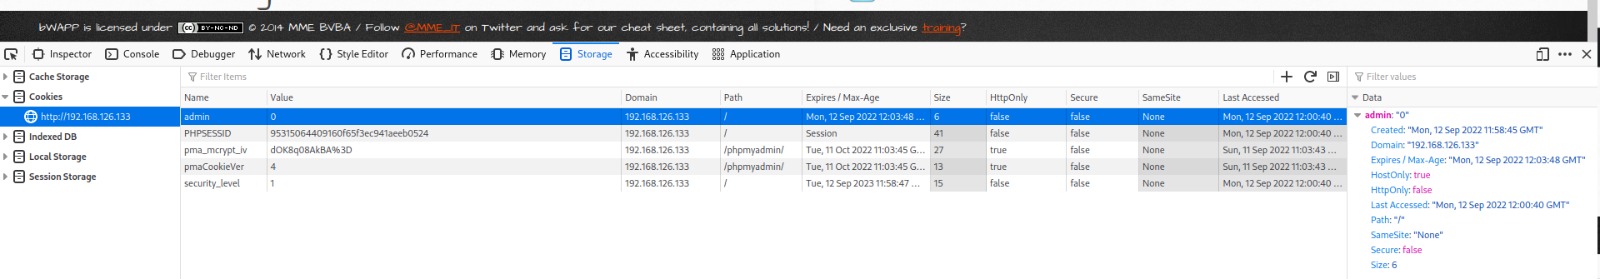 bWAPP is licensed under (cc) BY-NC-ND © 2014 MME BVBA / Follow @MME_IT on Twitter and ask for our cheat sheet, containing all solutions! / Need an exclusive training?
Inspector Console Debugger Network Style Editor Performance Memory Storage Accessibility Application
Cache Storage Filter Items Filter values
Cookies Name Value Domain Path Expires / Max-Age Size HttpOnly Secure SameSite Last Accessed Data
http://192.168.126.133 admin 0 192.168.126.133 / Mon, 12 Sep 2022 12:03:48 ... 6 false false None Mon, 12 Sep 2022 12:00:40 ... admin: "0"
PHPSESSID 95315064409160f65f3ec941aeeb0524 192.168.126.133 / Session 41 false false None Mon, 12 Sep 2022 12:00:40 ... Created: "Mon, 12 Sep 2022 11:58:45 GMT"
Indexed DB pma_mcrypt_iv dOK8q08AkBA%3D 192.168.126.133 /phpmyadmin/ Tue, 11 Oct 2022 11:03:45 G... 27 true false None Sun, 11 Sep 2022 11:03:43 ... Domain: "192.168.126.133"
Local Storage pmaCookieVer 4 192.168.126.133 /phpmyadmin/ Tue, 11 Oct 2022 11:03:45 G... 13 true false None Sun, 11 Sep 2022 11:03:43 ... Expires / Max-Age: "Mon, 12 Sep 2022 12:03:48 GMT"
Session Storage security_level 1 192.168.126.133 / Tue, 12 Sep 2023 11:58:47 ... 15 false false None Mon, 12 Sep 2022 12:00:40 ... HostOnly: true
HttpOnly: false
Last Accessed: "Mon, 12 Sep 2022 12:00:40 GMT"
Path: "/"
SameSite: "None"
Secure: false
Size: 6